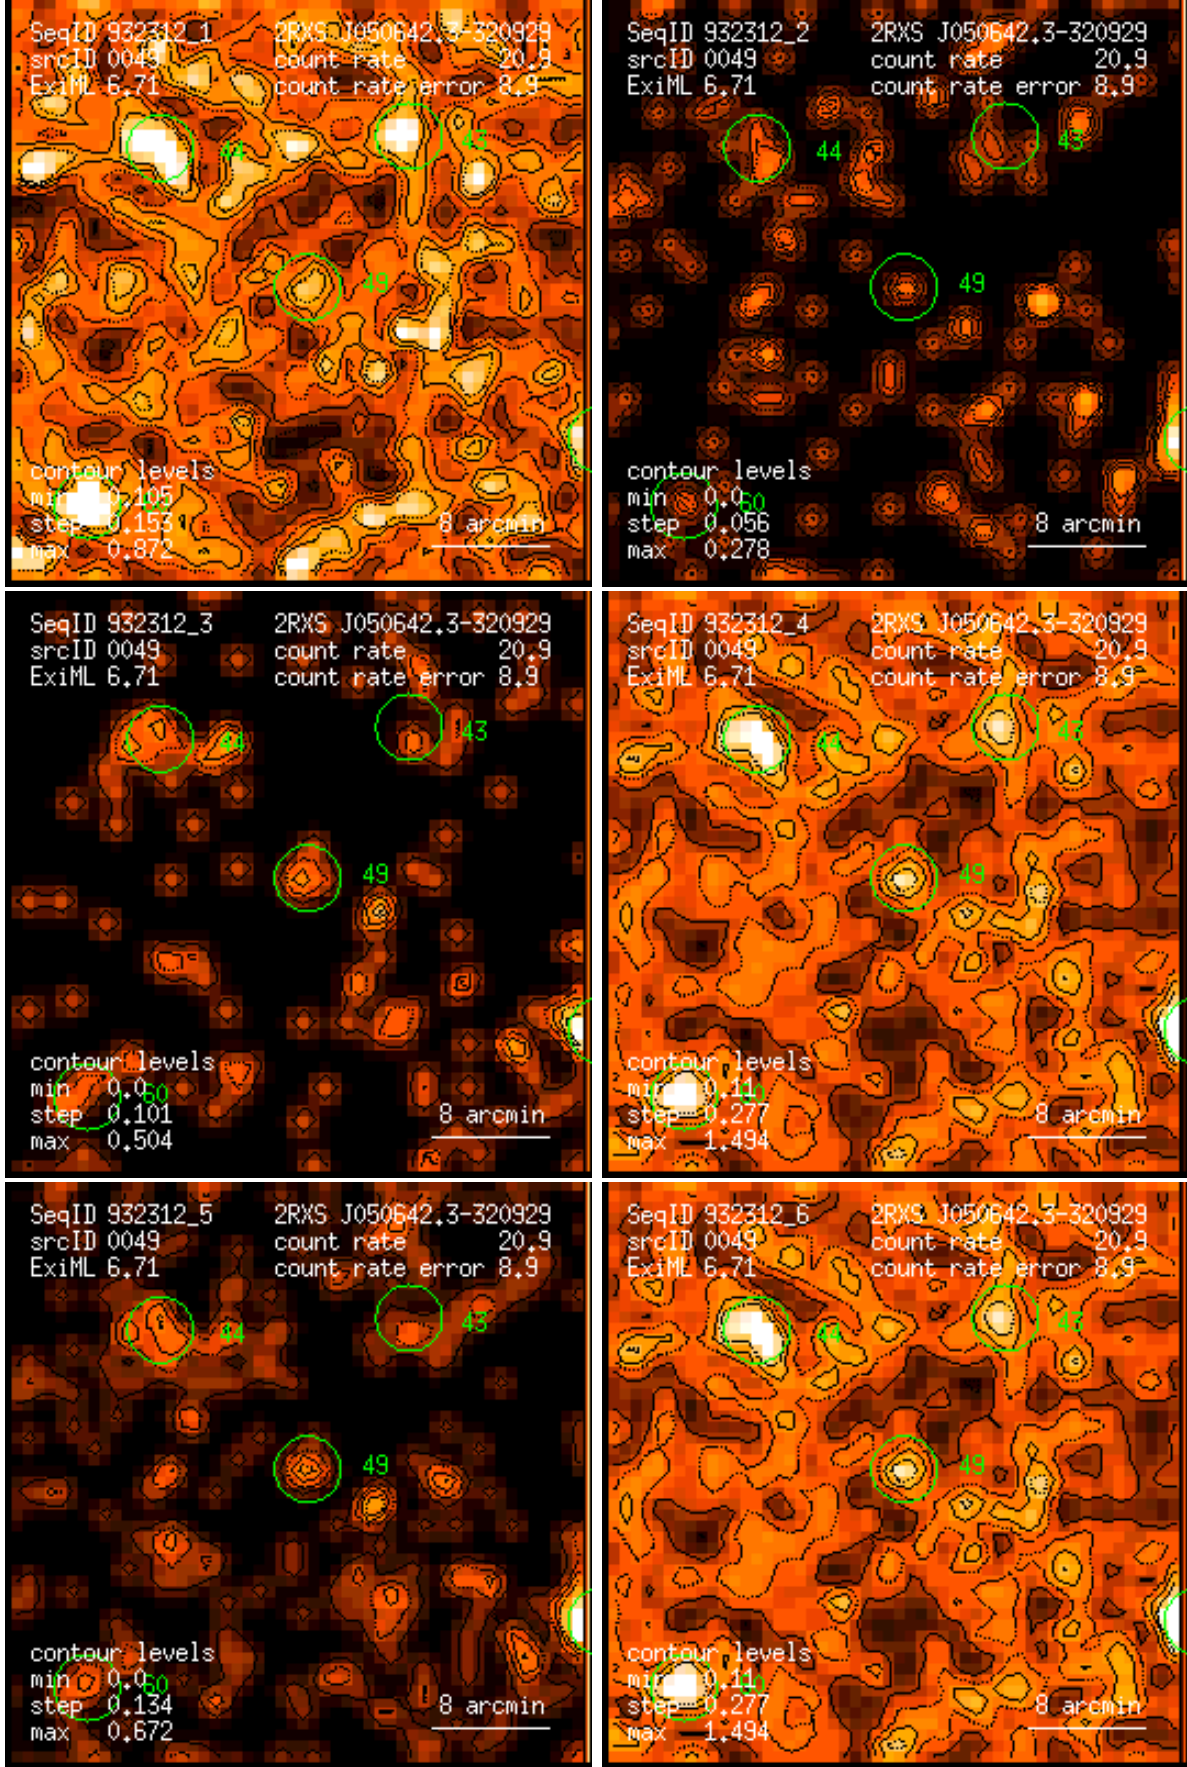 SeqID 932312_1 2RXS J050642.3-320929
srcID 0049 count rate 20.9
ExiML 6.71 count rate error 8.9
44
43
49
contour levels
min 0.105
step 0.153
max 0.872
8 arcmin
SeqID 932312_2 2RXS J050642.3-320929
srcID 0049 count rate 20.9
ExiML 6.71 count rate error 8.9
44
43
49
contour levels
min 0.0
60
step 0.056
max 0.278
8 arcmin
SeqID 932312_3 2RXS J050642.3-320929
srcID 0049 count rate 20.9
ExiML 6.71 count rate error 8.9
44
43
49
contour levels
min 0.0
60
step 0.101
max 0.504
8 arcmin
SeqID 932312_4 2RXS J050642.3-320929
srcID 0049 count rate 20.9
ExiML 6.71 count rate error 8.9
44
43
49
contour levels
min 0.11
60
step 0.277
max 1.494
8 arcmin
SeqID 932312_5 2RXS J050642.3-320929
srcID 0049 count rate 20.9
ExiML 6.71 count rate error 8.9
44
43
49
contour levels
min 0.0
60
step 0.134
max 0.672
8 arcmin
SeqID 932312_6 2RXS J050642.3-320929
srcID 0049 count rate 20.9
ExiML 6.71 count rate error 8.9
44
43
49
contour levels
min 0.11
60
step 0.277
max 1.494
8 arcmin